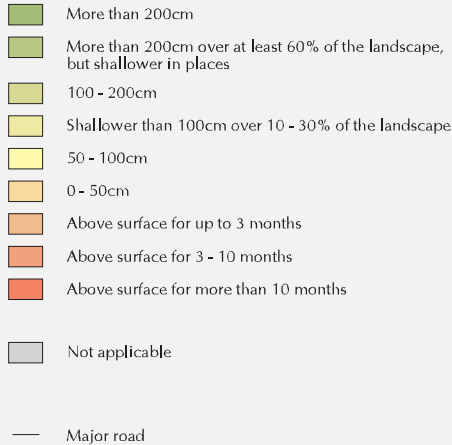 More than 200cm
More than 200cm over at least 60% of the landscape,
but shallower in places
100 - 200cm
Shallower than 100cm over 10 - 30% of the landscape
50 - 100cm
0 - 50cm
Above surface for up to 3 months
Above surface for 3 - 10 months
Above surface for more than 10 months
Not applicable
Major road